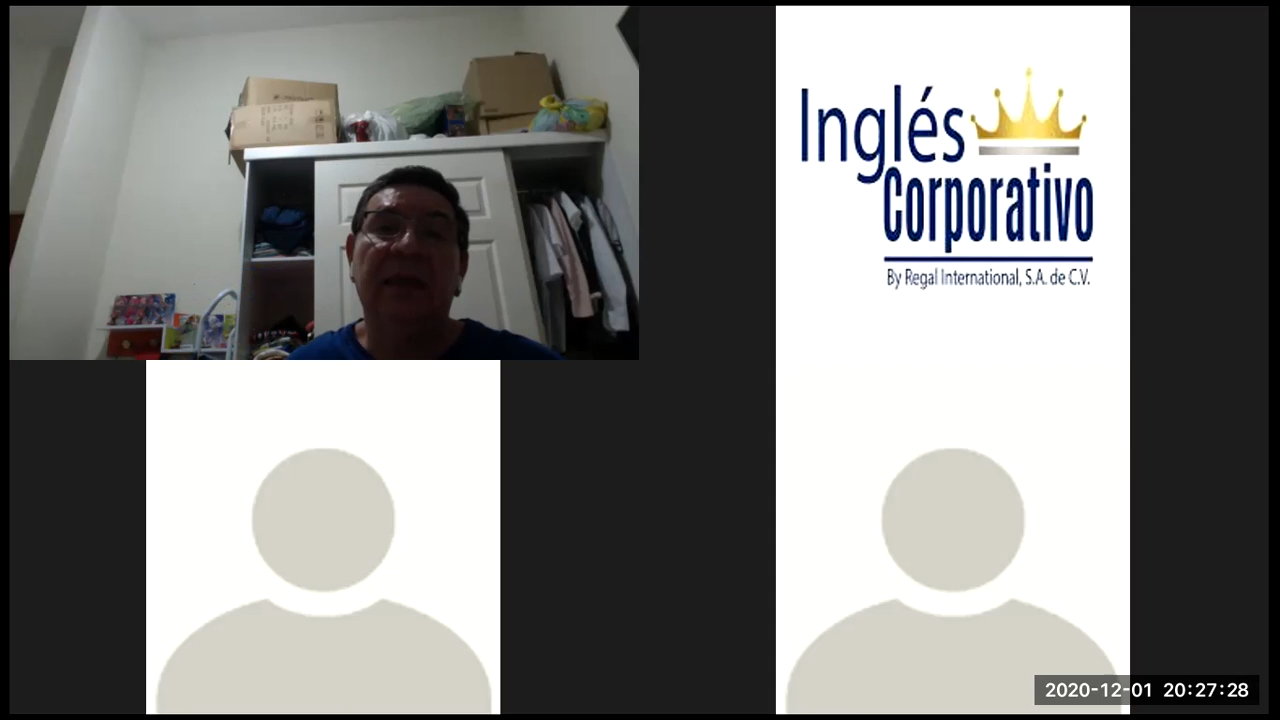 Inglés
Corporativo
By Regal International, S.A. de C.V.
2020-12-01 20:27:28